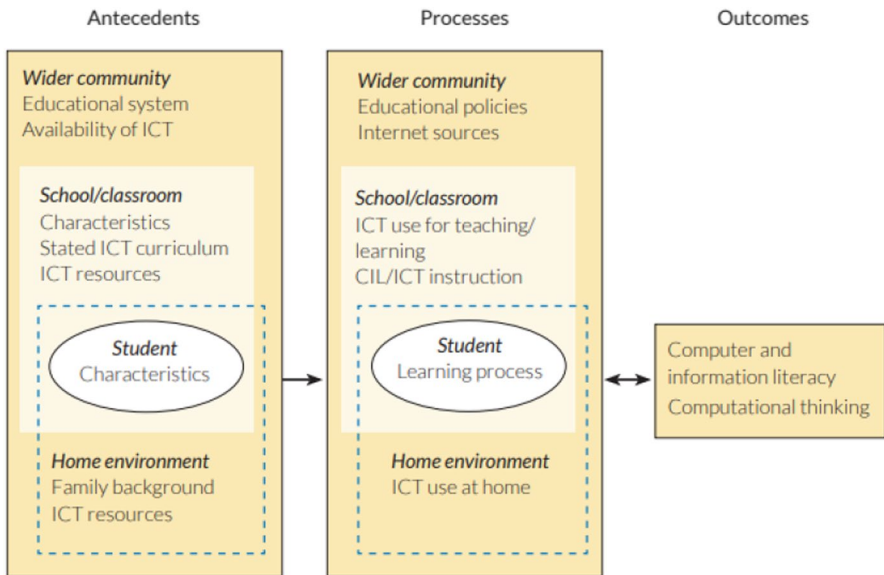 Antecedents
Processes
Outcomes
Wider community
Educational system
Availability of ICT
School/classroom
Characteristics
Stated ICT curriculum
ICT resources
Student
Characteristics
Home environment
Family background
ICT resources
Wider community
Educational policies
Internet sources
School/classroom
ICT use for teaching/
learning
CIL/ICT instruction
Student
Learning process
Home environment
ICT use at home
Computer and
information literacy
Computational thinking